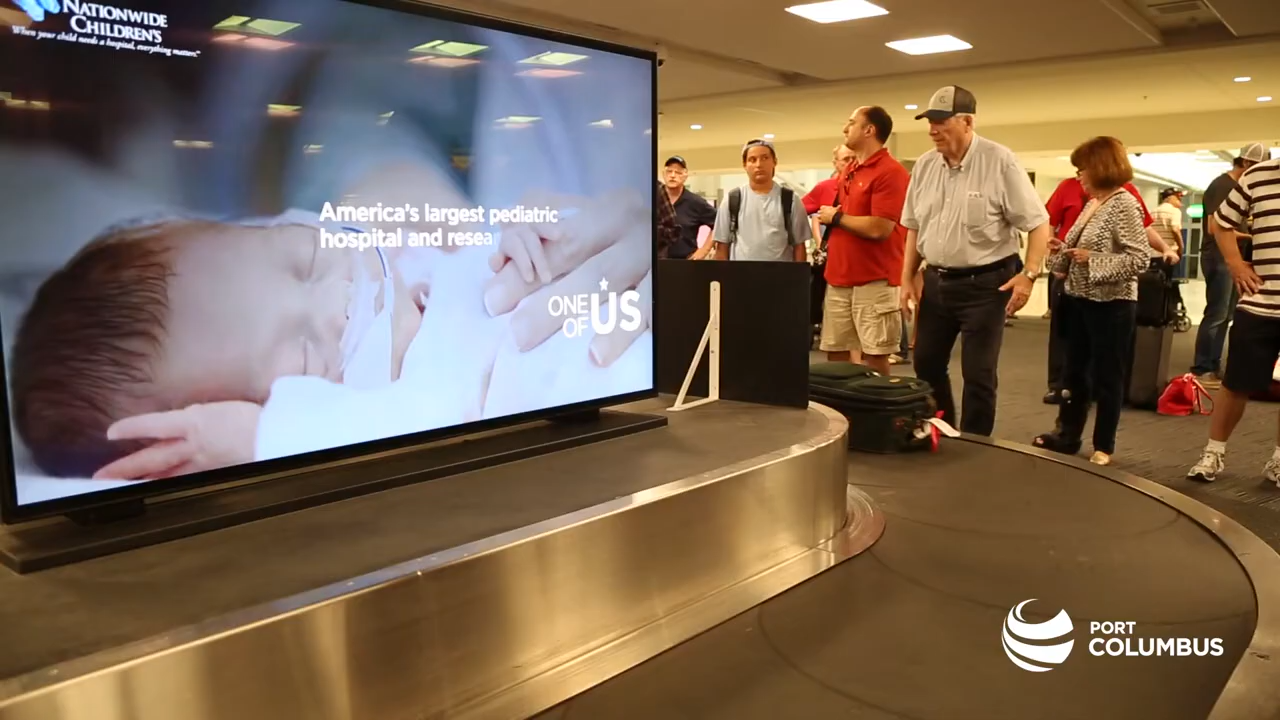 NATIONWIDE
CHILDREN'S
When your child needs a hospital, everything matters.™
America's largest pediatric
hospital and resea
ONE
OF US
PORT
COLUMBUS